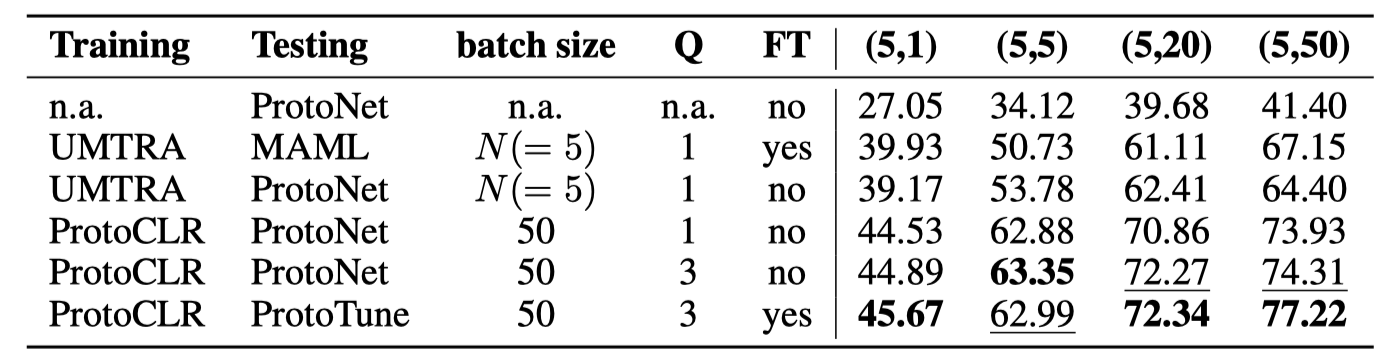 Training Testing batch size Q FT (5,1) (5,5) (5,20) (5,50)
n.a. ProtoNet n.a. n.a. no 27.05 34.12 39.68 41.40
UMTRA MAML N(= 5) 1 yes 39.93 50.73 61.11 67.15
UMTRA ProtoNet N(= 5) 1 no 39.17 53.78 62.41 64.40
ProtoCLR ProtoNet 50 1 no 44.53 62.88 70.86 73.93
ProtoCLR ProtoNet 50 3 no 44.89 63.35 72.27 74.31
ProtoCLR ProtoTune 50 3 yes 45.67 62.99 72.34 77.22